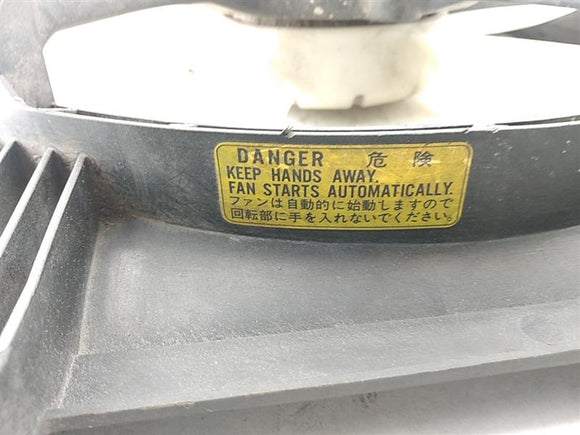 DANGER 危険
KEEP HANDS AWAY.
FAN STARTS AUTOMATICALLY.
ファンは自動的に始動しますので
回転部に手を入れないでください。